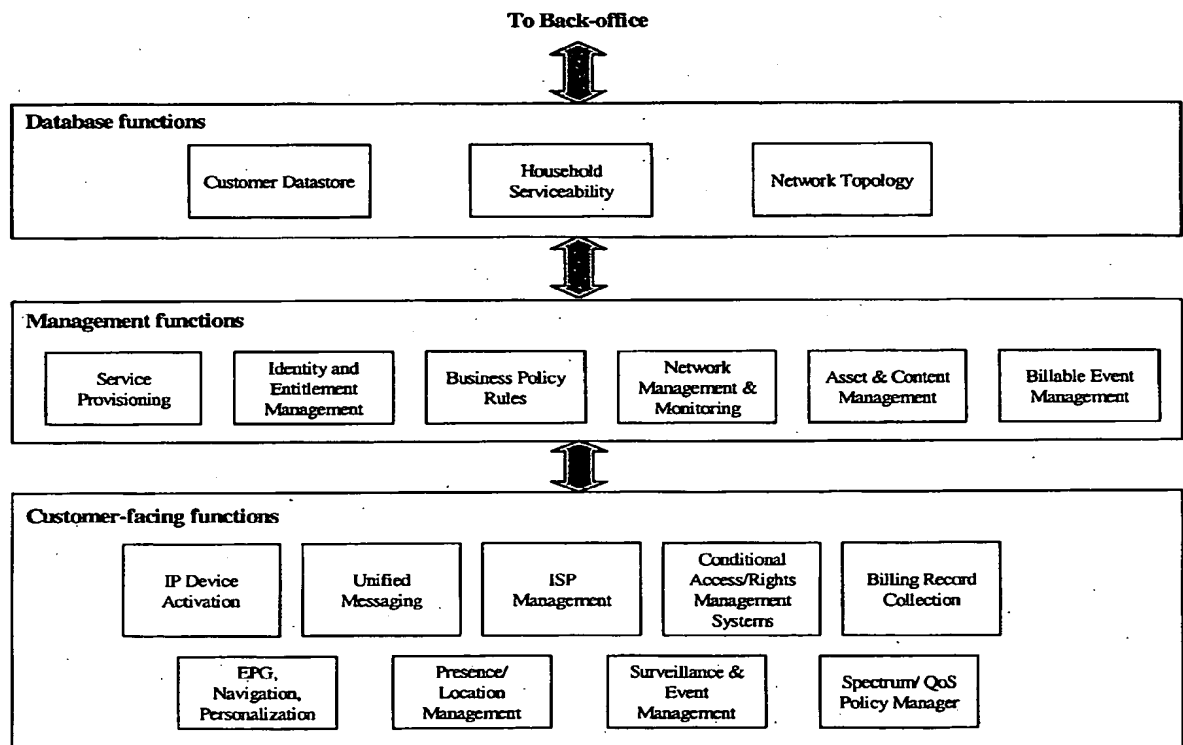 To Back-office
Database functions
Customer Datastore
Household
Serviceability
Network Topology
Management functions
Service
Provisioning
Identity and
Entitlement
Management
Business Policy
Rules
Network
Management &
Monitoring
Asset & Content
Management
Billable Event
Management
Customer-facing functions
IP Device
Activation
Unified
Messaging
ISP
Management
Conditional
Access/Rights
Management
Systems
Billing Record
Collection
EPG,
Navigation,
Personalization
Presence/
Location
Management
Surveillance &
Event
Management
Spectrum/ QoS
Policy Manager